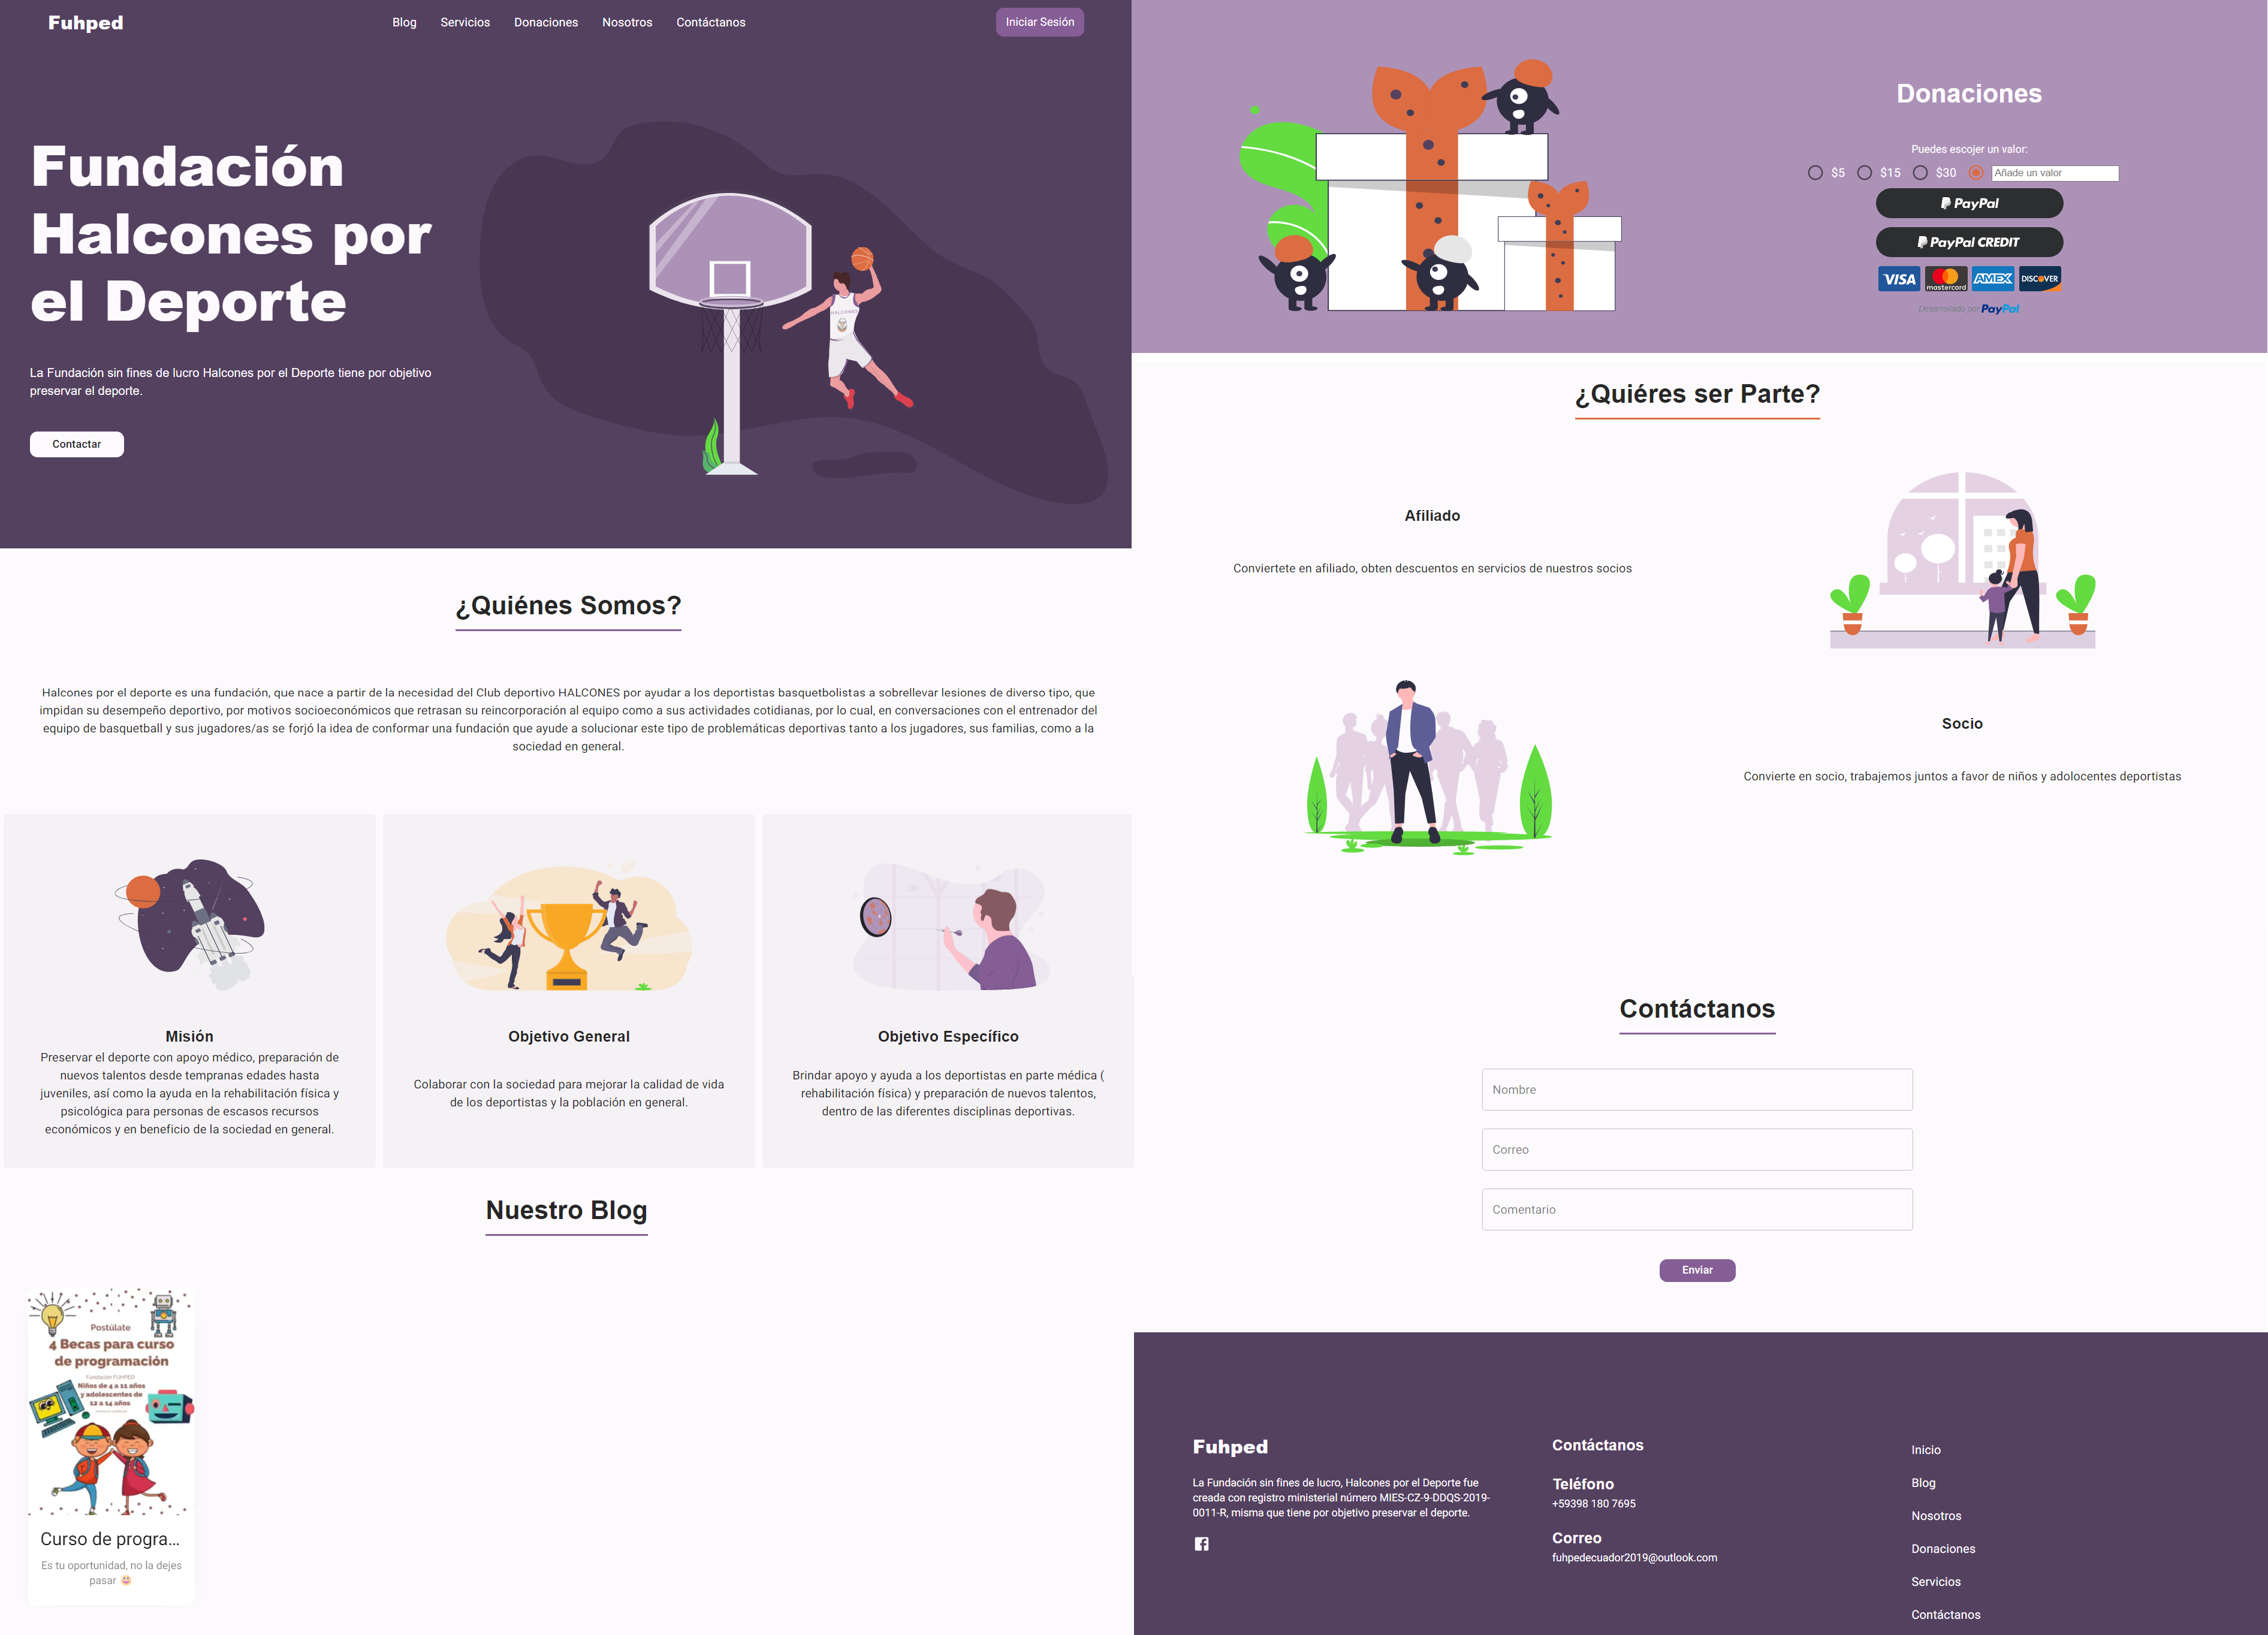 Fuhped
Blog
Servicios
Donaciones
Nosotros
Contáctanos
Iniciar Sesión
Fundación
Halcones por
el Deporte
La Fundación sin fines de lucro Halcones por el Deporte tiene por objetivo
preservar el deporte.
Contactar
HALCONES
¿Quiénes Somos?
Halcones por el deporte es una fundación, que nace a partir de la necesidad del Club deportivo HALCONES por ayudar a los deportistas basquetbolistas a sobrellevar lesiones de diverso tipo, que
impidan su desempeño deportivo, por motivos socioeconómicos que retrasan su reincorporación al equipo como a sus actividades cotidianas, por lo cual, en conversaciones con el entrenador del
equipo de basquetball y sus jugadores/as se forjó la idea de conformar una fundación que ayude a solucionar este tipo de problemáticas deportivas tanto a los jugadores, sus familias, como a la
sociedad en general.
Misión
Preservar el deporte con apoyo médico, preparación de
nuevos talentos desde tempranas edades hasta
juveniles, así como la ayuda en la rehabilitación física y
psicológica para personas de escasos recursos
económicos y en beneficio de la sociedad en general.
Objetivo General
Colaborar con la sociedad para mejorar la calidad de vida
de los deportistas y la población en general.
Objetivo Específico
Brindar apoyo y ayuda a los deportistas en parte médica (
rehabilitación física) y preparación de nuevos talentos,
dentro de las diferentes disciplinas deportivas.
Nuestro Blog
Postúlate
4 Becas para curso
de programación
Fundación FUHPED
Niños de 4 a 11 años
y adolescentes de
12 a 14 años
Curso de progra...
Es tu oportunidad, no la dejes
pasar 😃
Donaciones
Puedes escojer un valor:
$5
$15
$30
Añade un valor
PayPal
PayPal CREDIT
VISA
mastercard
AMEX
DISCOVER
Desarrollado por PayPal
¿Quiéres ser Parte?
Afiliado
Conviertete en afiliado, obten descuentos en servicios de nuestros socios
Socio
Convierte en socio, trabajemos juntos a favor de niños y adolocentes deportistas
Contáctanos
Nombre
Correo
Comentario
Enviar
Fuhped
La Fundación sin fines de lucro, Halcones por el Deporte fue
creada con registro ministerial número MIES-CZ-9-DDQS-2019-
0011-R, misma que tiene por objetivo preservar el deporte.
Contáctanos
Teléfono
+59398 180 7695
Correo
fuhpedecuador2019@outlook.com
Inicio
Blog
Nosotros
Donaciones
Servicios
Contáctanos